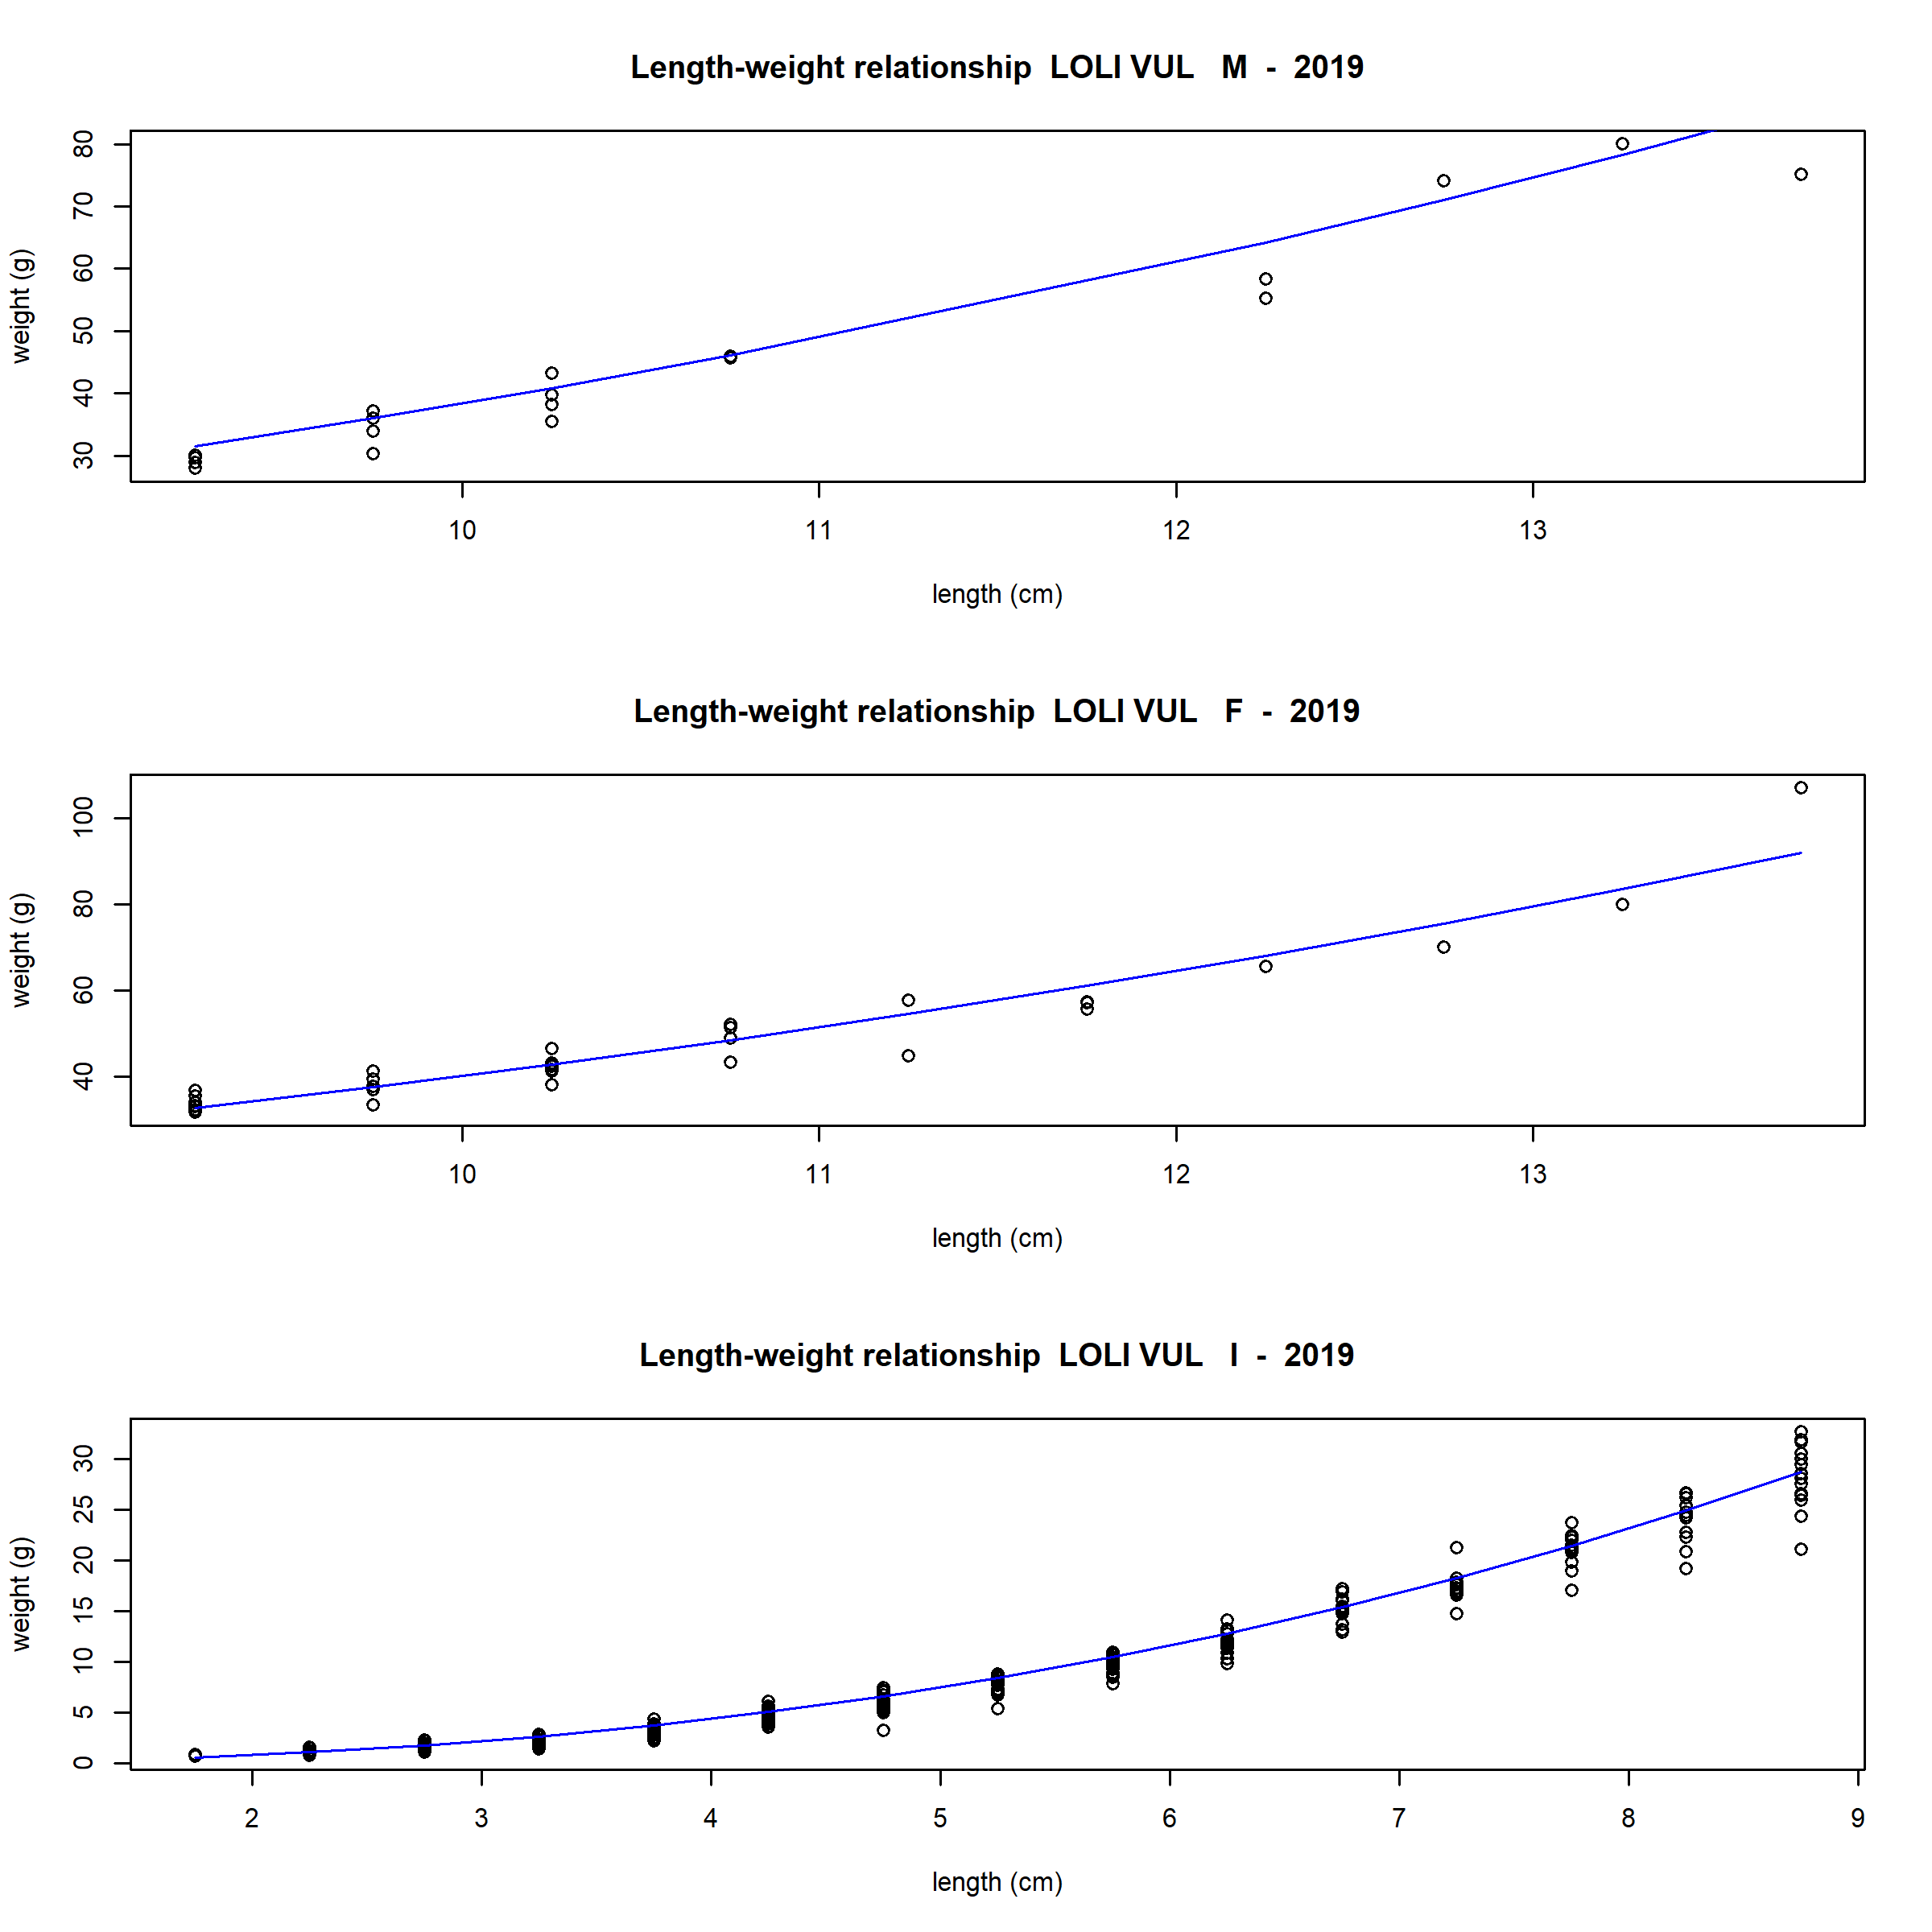 Length-weight relationship  LOLI VUL   M  -  2019
80
70
60
50
40
30
weight (g)
10 11 12 13
length (cm)
Length-weight relationship  LOLI VUL   F  -  2019
100
80
60
40
weight (g)
10 11 12 13
length (cm)
Length-weight relationship  LOLI VUL   I  -  2019
30
25
20
15
10
5
0
weight (g)
2 3 4 5 6 7 8 9
length (cm)